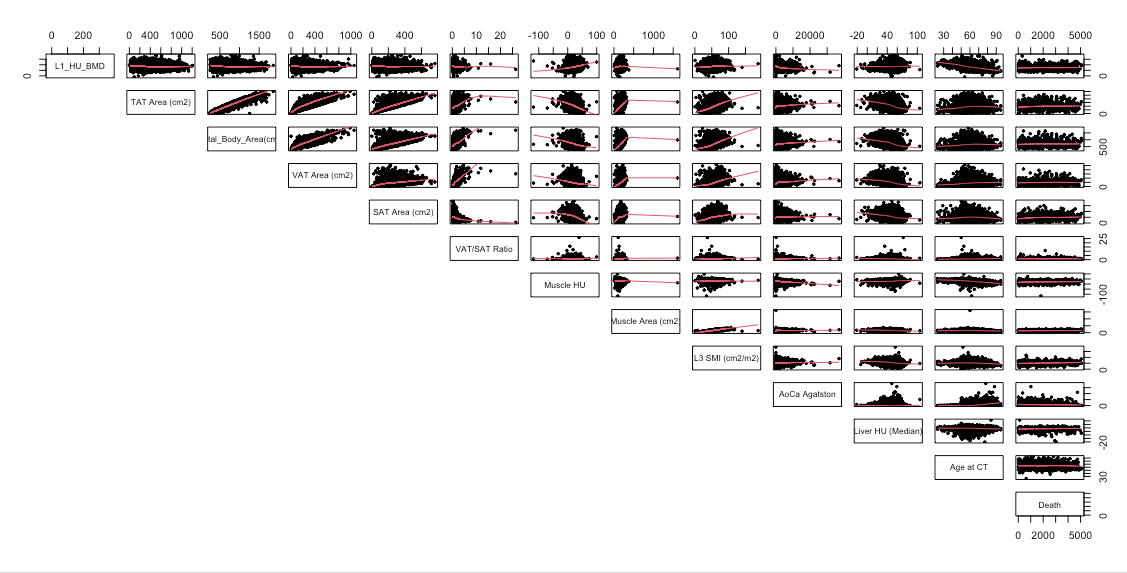 0 200
0 400 1000
500 1500
0 400 1000
0 400
0 10 20
-100 0 100
0 1000
0 100
0 20000
-20 40 100
30 60 90
0 2000 5000
L1_HU_BMD
0
0
TAT Area (cm2)
0
tal_Body_Area(cm
500
VAT Area (cm2)
0
SAT Area (cm2)
0
VAT/SAT Ratio
0 25
Muscle HU
-100
Muscle Area (cm2
0
L3 SMI (cm2/m2)
0
AoCa Agatston
0
Liver HU (Median)
-20
Age at CT
30
Death
0
0 2000 5000